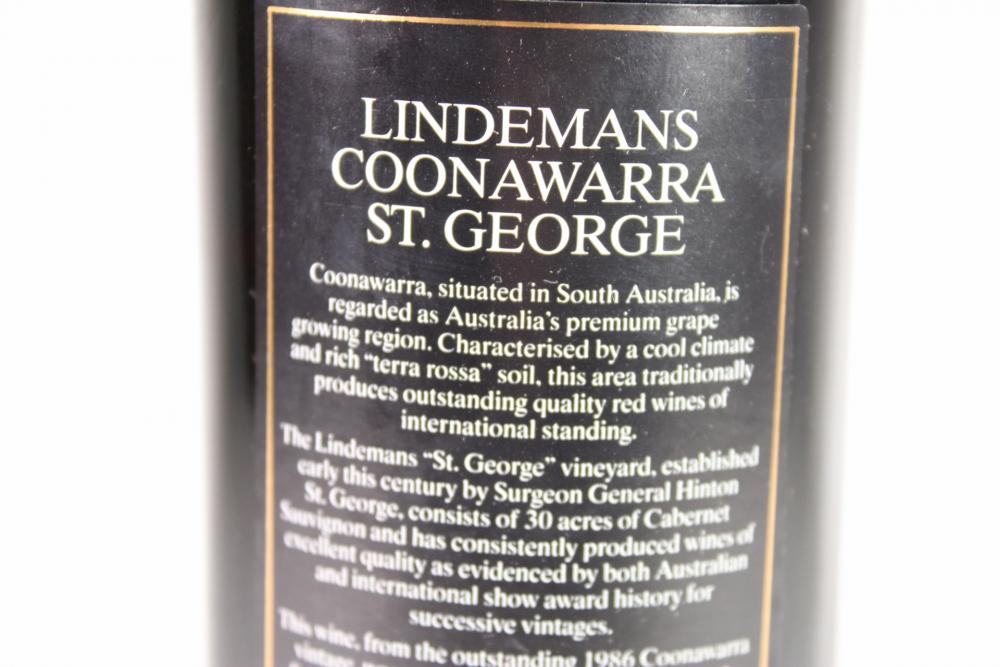 LINDEMANS
COONAWARRA
ST. GEORGE
Coonawarra, situated in South Australia, is
regarded as Australia's premium grape
growing region. Characterised by a cool climate
and rich "terra rossa" soil, this area traditionally
produces outstanding quality red wines of
international standing.
The Lindemans "St. George" vineyard, established
early this century by Surgeon General Hinton
St. George, consists of 30 acres of Cabernet
Sauvignon and has consistently produced wines of
excellent quality as evidenced by both Australian
and international show award history for
successive vintages.
This wine, from the outstanding 1986 Coonawarra
vintage,